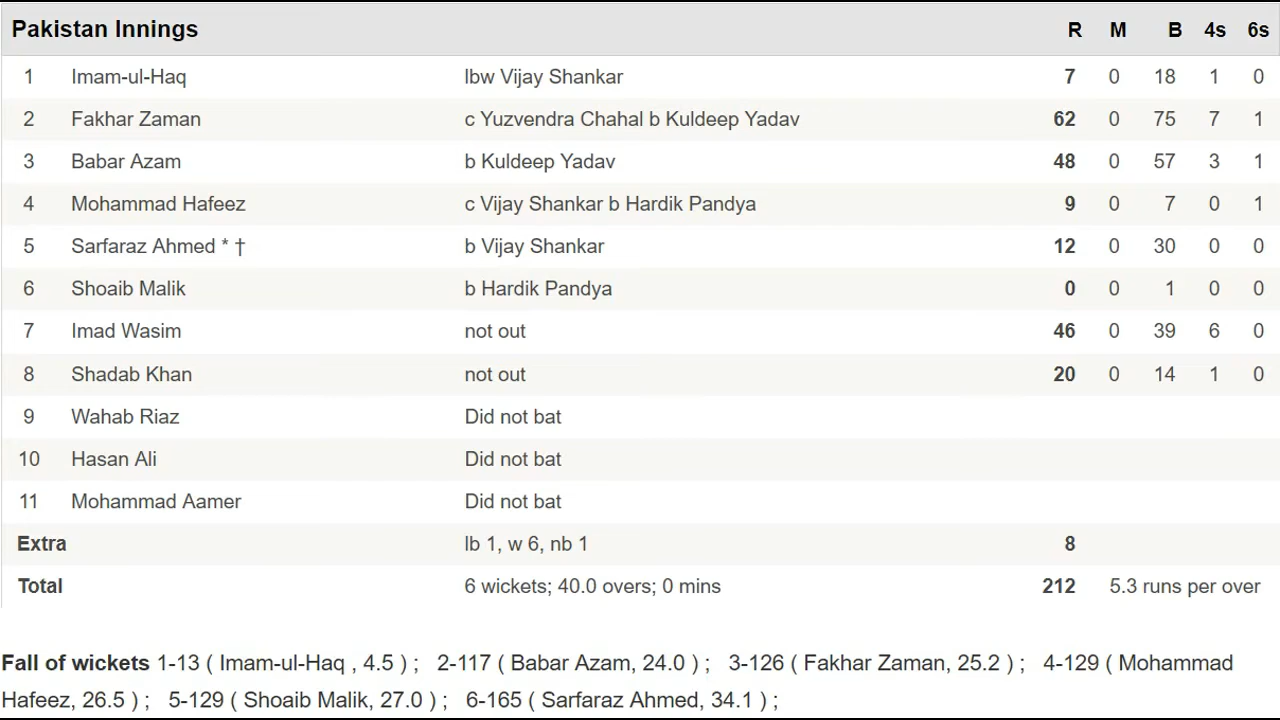 Pakistan Innings R M B 4s 6s
1 Imam-ul-Haq lbw Vijay Shankar 7 0 18 1 0
2 Fakhar Zaman c Yuzvendra Chahal b Kuldeep Yadav 62 0 75 7 1
3 Babar Azam b Kuldeep Yadav 48 0 57 3 1
4 Mohammad Hafeez c Vijay Shankar b Hardik Pandya 9 0 7 0 1
5 Sarfaraz Ahmed * † b Vijay Shankar 12 0 30 0 0
6 Shoaib Malik b Hardik Pandya 0 0 1 0 0
7 Imad Wasim not out 46 0 39 6 0
8 Shadab Khan not out 20 0 14 1 0
9 Wahab Riaz Did not bat
10 Hasan Ali Did not bat
11 Mohammad Aamer Did not bat
Extra lb 1, w 6, nb 1 8
Total 6 wickets; 40.0 overs; 0 mins 212 5.3 runs per over
Fall of wickets 1-13 ( Imam-ul-Haq , 4.5 ) ; 2-117 ( Babar Azam, 24.0 ) ; 3-126 ( Fakhar Zaman, 25.2 ) ; 4-129 ( Mohammad
Hafeez, 26.5 ) ; 5-129 ( Shoaib Malik, 27.0 ) ; 6-165 ( Sarfaraz Ahmed, 34.1 ) ;